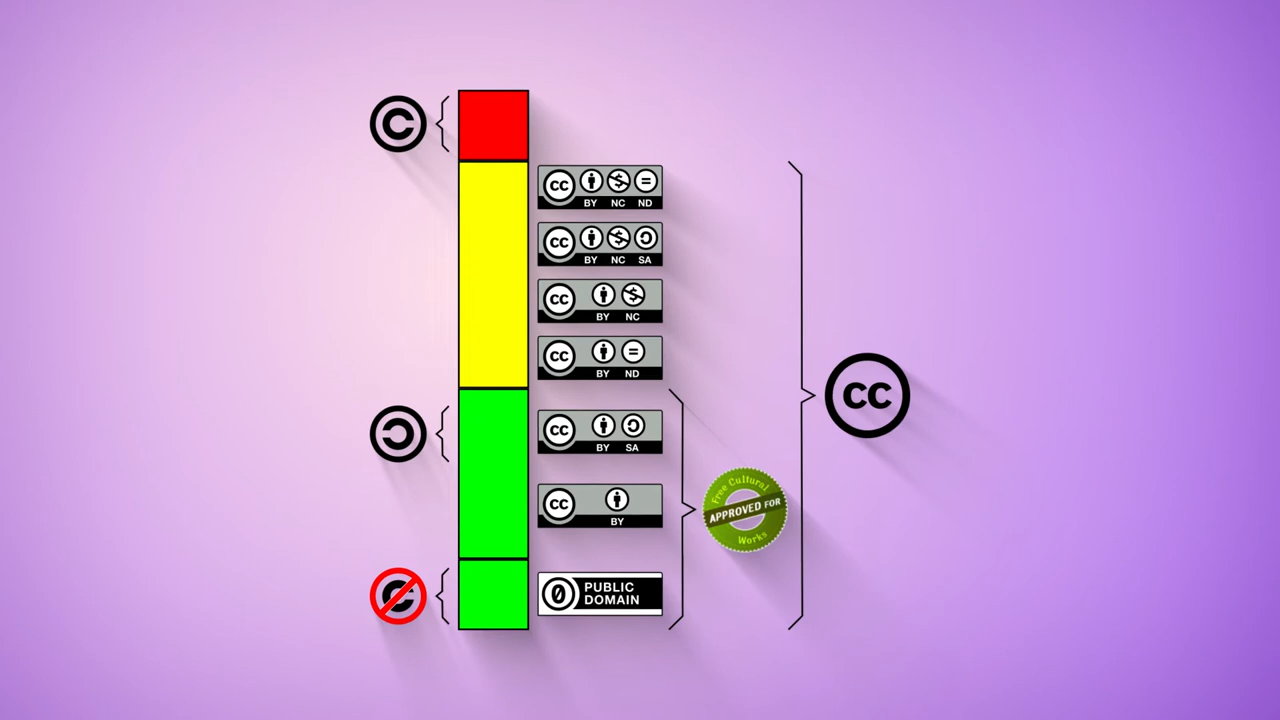 ©
cc BY NC ND
cc BY NC SA
cc BY NC
cc BY ND
cc BY SA
cc BY
0 PUBLIC
DOMAIN
Free Cultural
APPROVED FOR
Works
cc